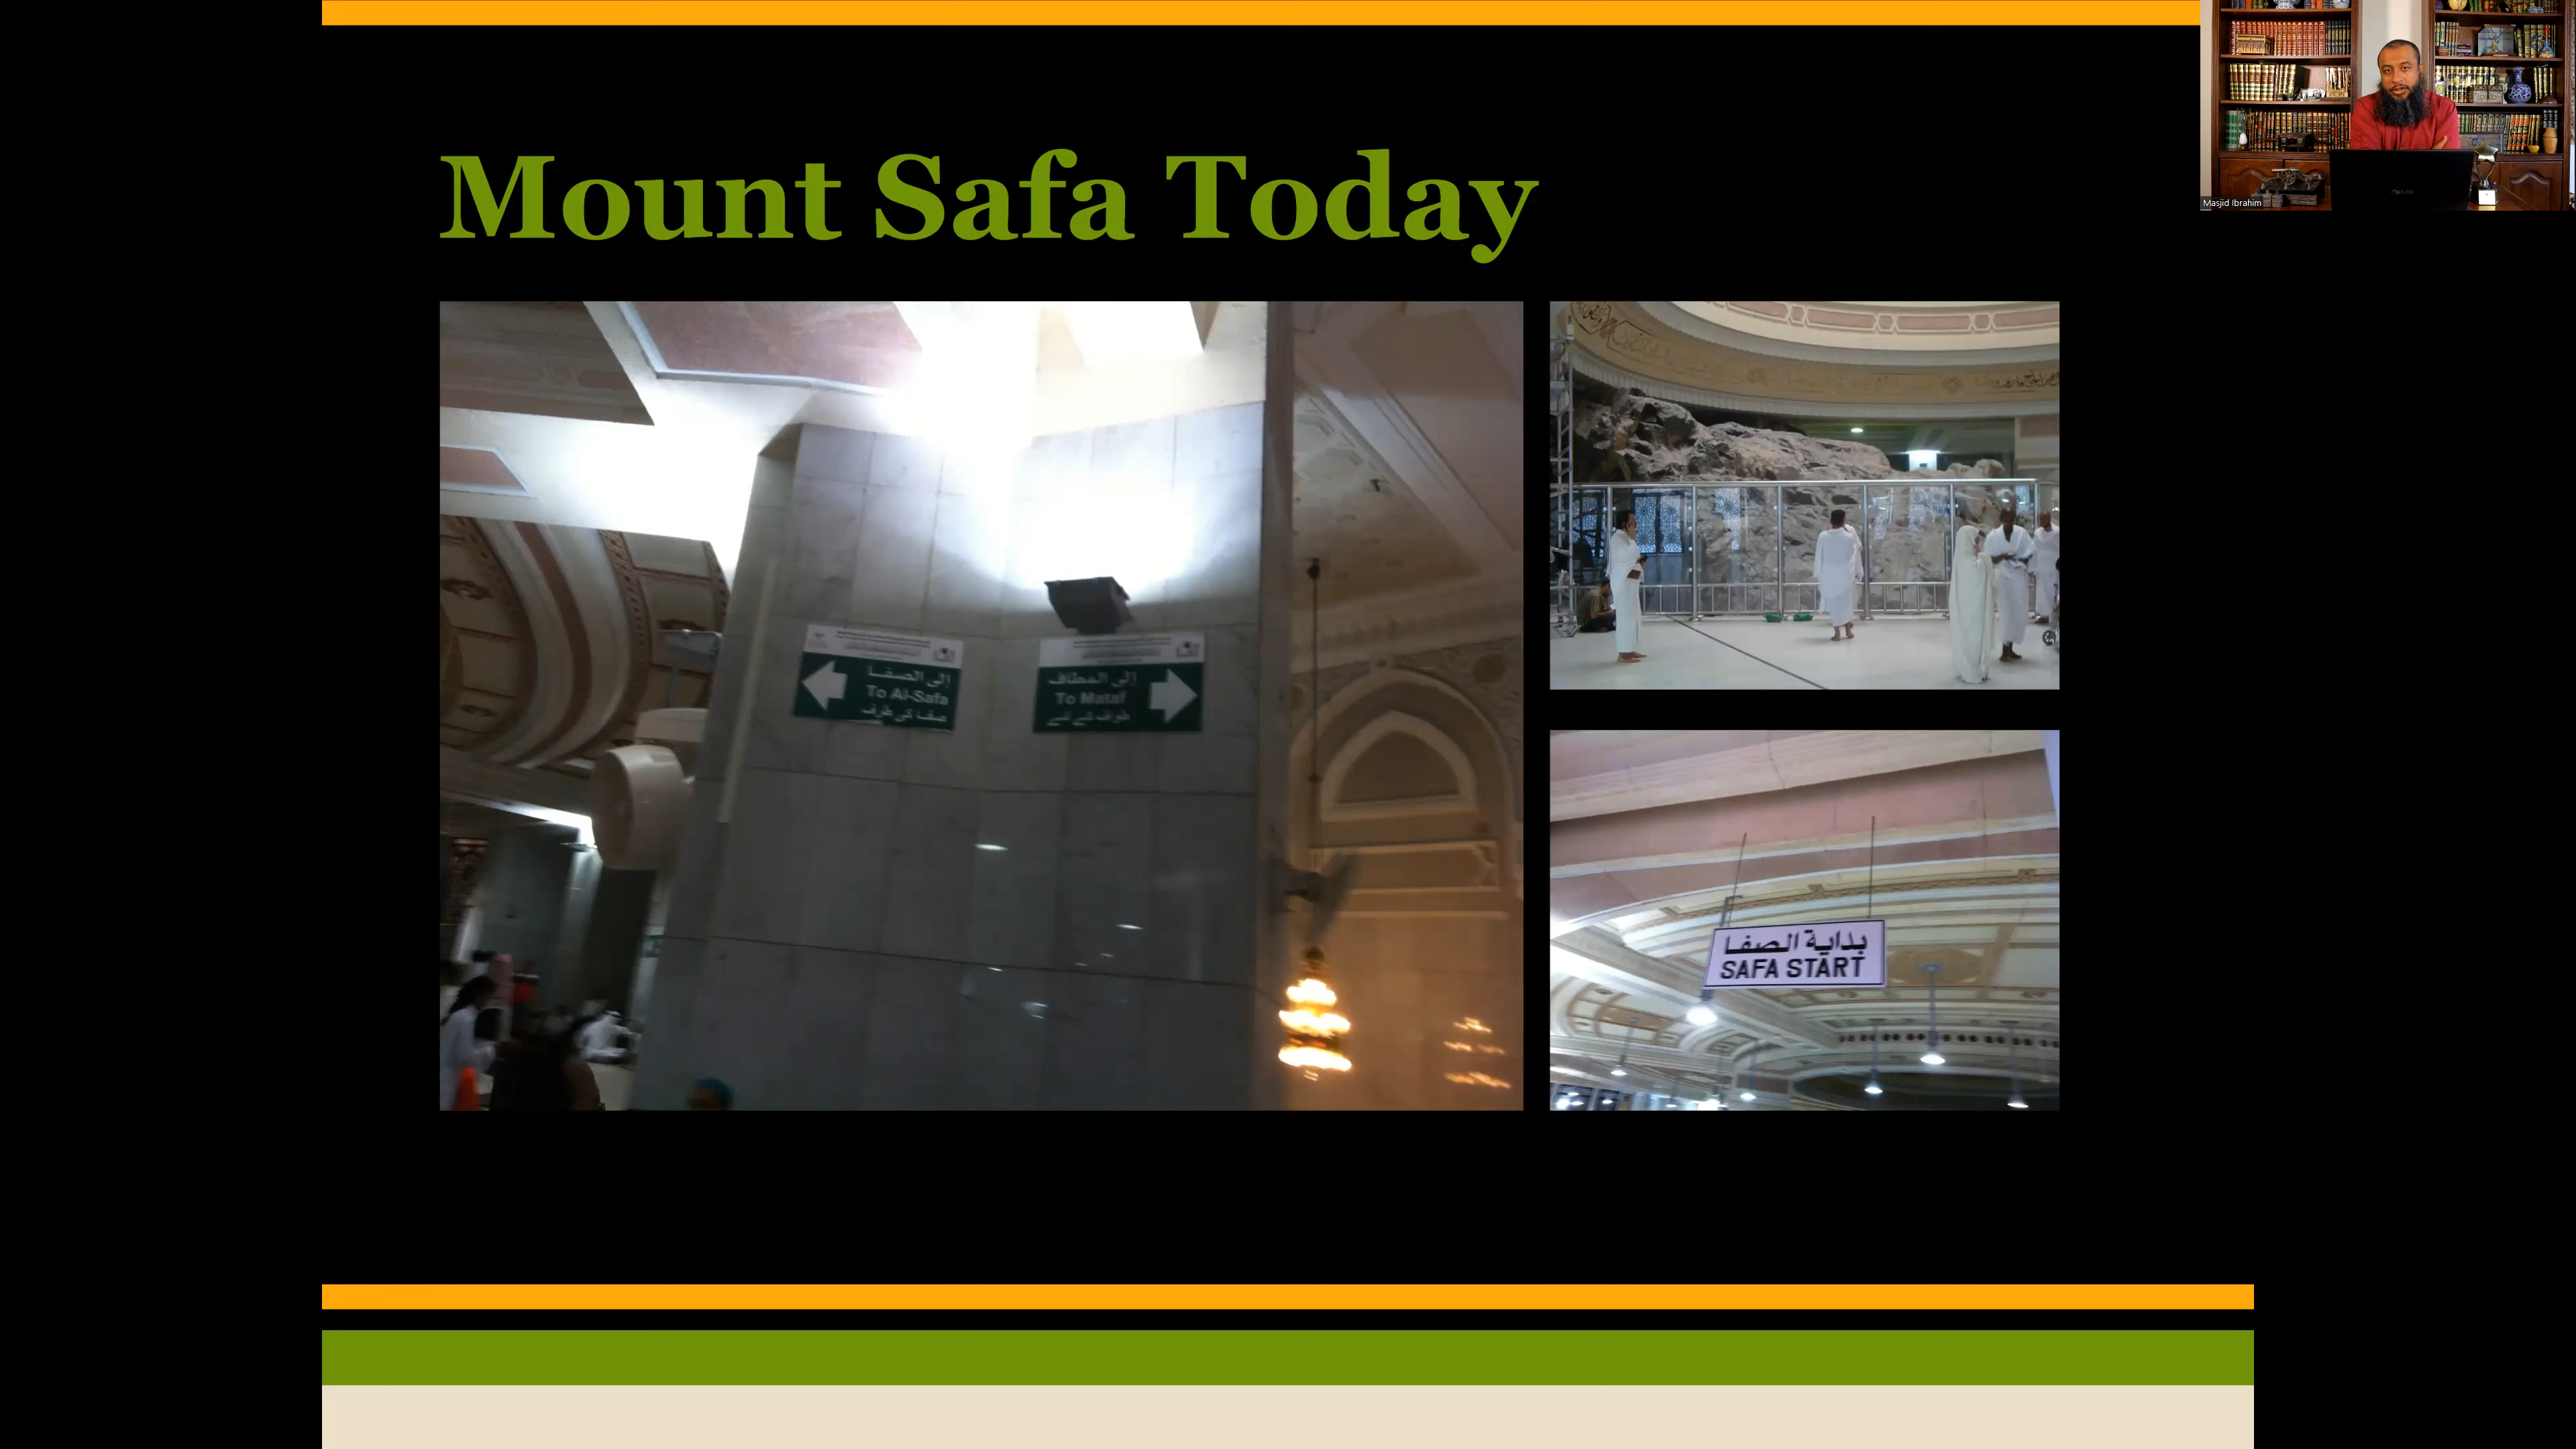 Mount Safa Today
Masjid Ibrahim
إلى الصفا
To Al-Safa
صفا کی طرف
إلى المطاف
To Mataf
طواف کے لئے
بداية الصفا
SAFA START